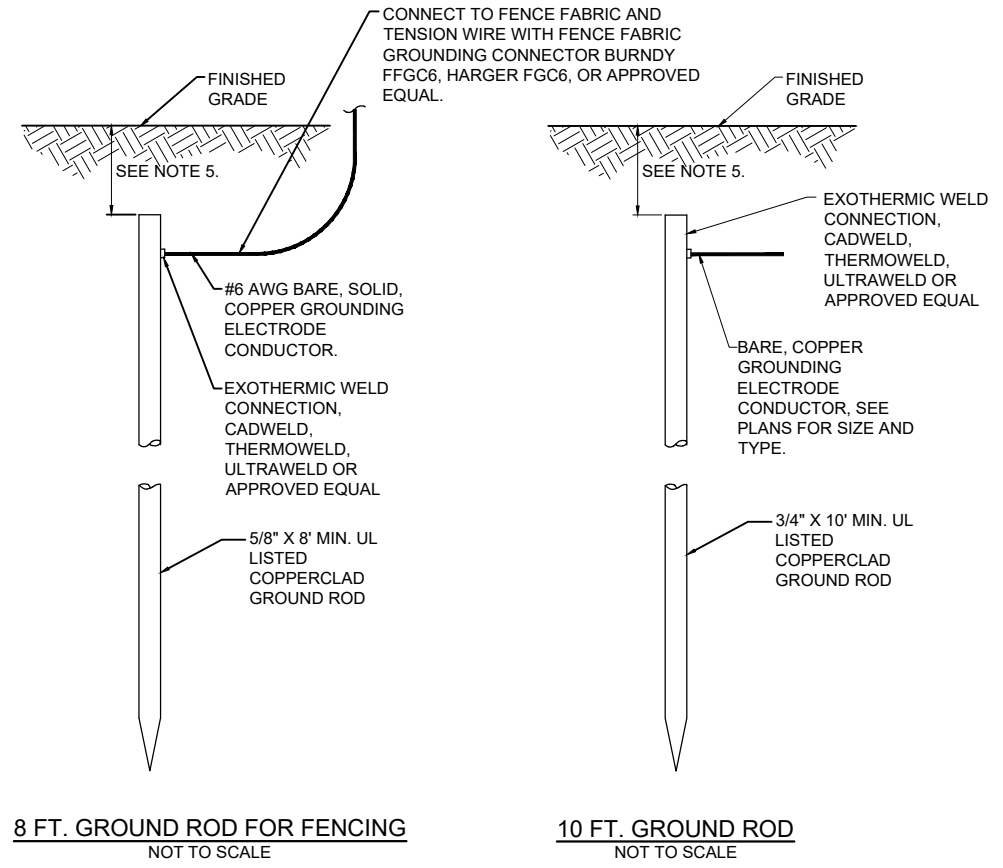 CONNECT TO FENCE FABRIC AND
TENSION WIRE WITH FENCE FABRIC
GROUNDING CONNECTOR BURNDY
FFGC6, HARGER FGC6, OR APPROVED
EQUAL.
FINISHED
GRADE
SEE NOTE 5.
#6 AWG BARE, SOLID,
COPPER GROUNDING
ELECTRODE
CONDUCTOR.
EXOTHERMIC WELD
CONNECTION,
CADWELD,
THERMOWELD,
ULTRAWELD OR
APPROVED EQUAL
5/8" X 8' MIN. UL
LISTED
COPPERCLAD
GROUND ROD
8 FT. GROUND ROD FOR FENCING
NOT TO SCALE
FINISHED
GRADE
SEE NOTE 5.
EXOTHERMIC WELD
CONNECTION,
CADWELD,
THERMOWELD,
ULTRAWELD OR
APPROVED EQUAL
BARE, COPPER
GROUNDING
ELECTRODE
CONDUCTOR, SEE
PLANS FOR SIZE AND
TYPE.
3/4" X 10' MIN. UL
LISTED
COPPERCLAD
GROUND ROD
10 FT. GROUND ROD
NOT TO SCALE